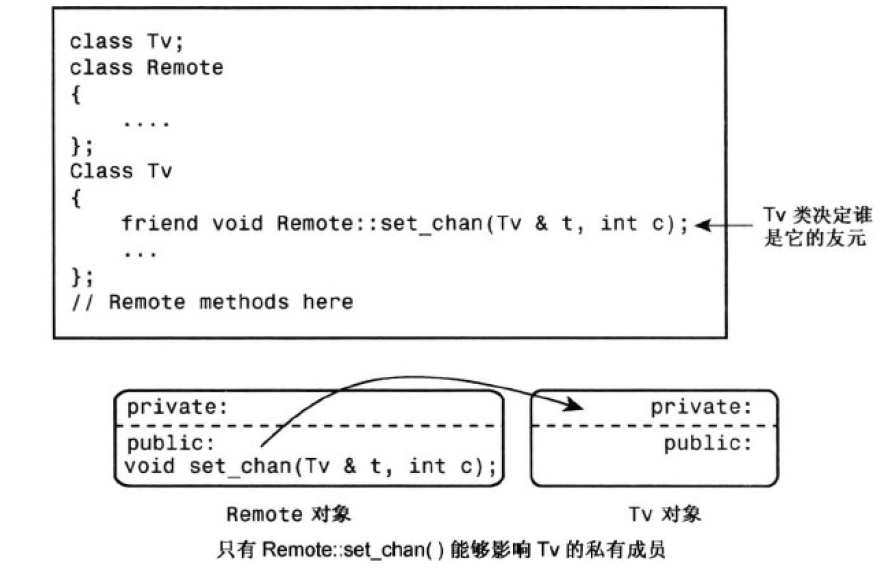 class Tv;
class Remote
{
    ....
};
Class Tv
{
    friend void Remote::set_chan(Tv & t, int c);
    ...
};
// Remote methods here
Tv 类决定谁
是它的友元
private:
public:
void set_chan(Tv & t, int c);
private:
public:
Remote 对象
Tv 对象
只有 Remote::set_chan( ) 能够影响 Tv 的私有成员